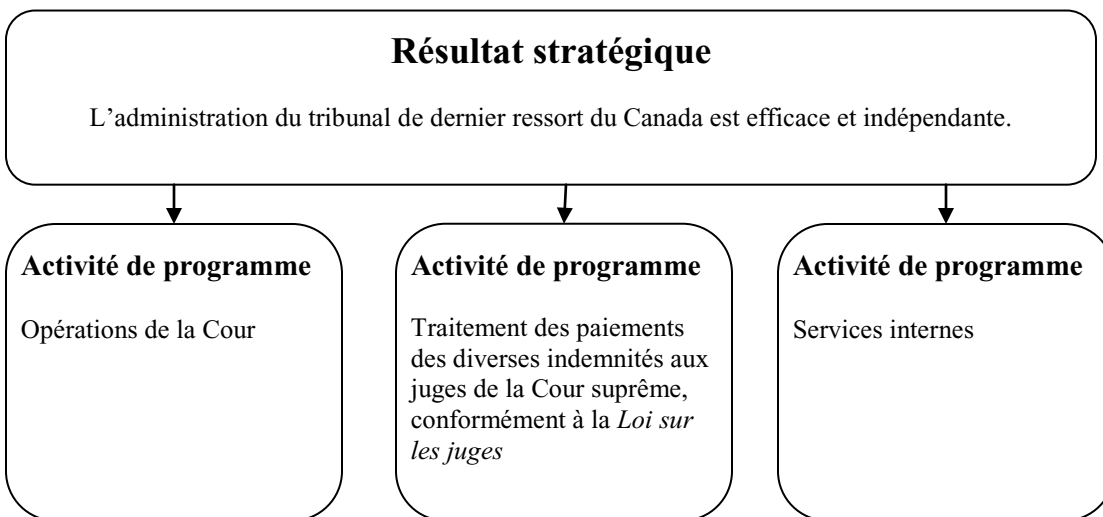 Résultat stratégique
L’administration du tribunal de dernier ressort du Canada est efficace et indépendante.
Activité de programme
Opérations de la Cour
Activité de programme
Traitement des paiements
des diverses indemnités aux
juges de la Cour suprême,
conformément à la Loi sur
les juges
Activité de programme
Services internes